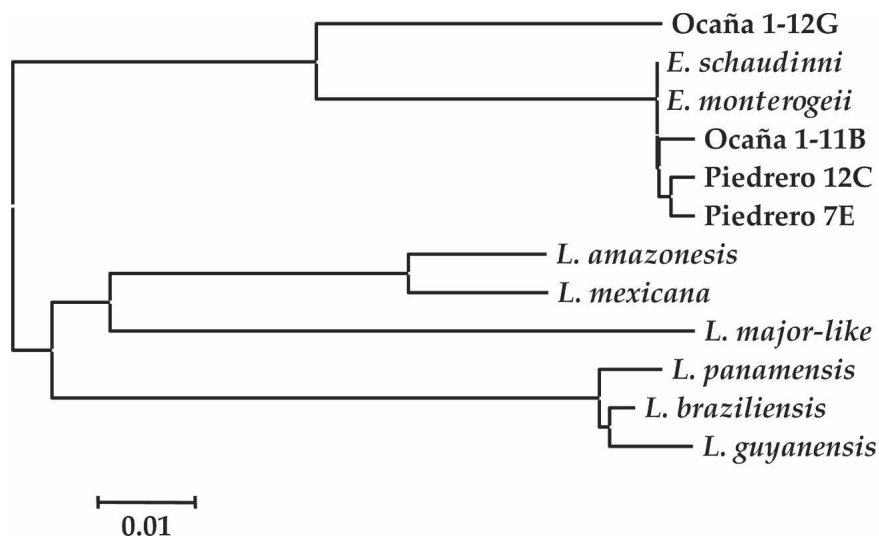 Ocaña 1-12G
E. schaudinni
E. monterogeii
Ocaña 1-11B
Piedrero 12C
Piedrero 7E
L. amazonesis
L. mexicana
L. major-like
L. panamensis
L. braziliensis
L. guyanensis
0.01